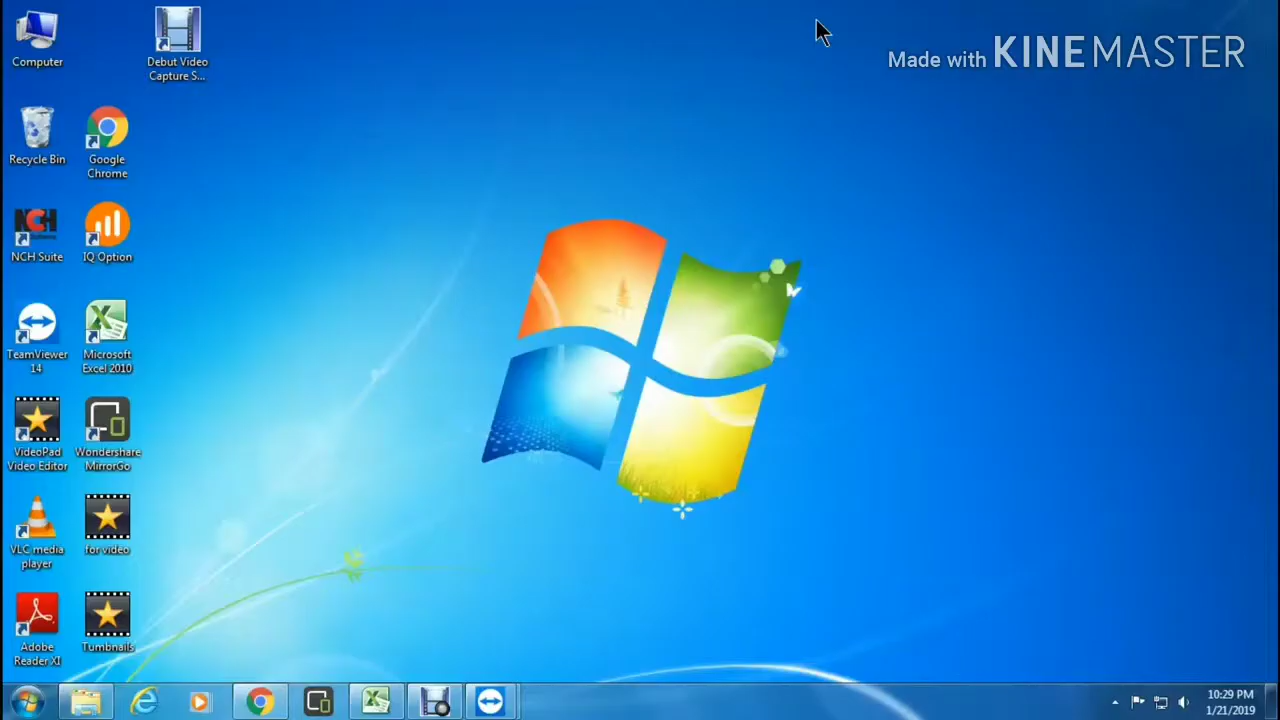 Made with KINEMASTER
Computer
Debut Video
Capture S...
Recycle Bin
Google
Chrome
NCH
NCH Suite
IQ Option
TeamViewer
14
Microsoft
Excel 2010
VideoPad
Video Editor
Wondershare
MirrorGo
VLC media
player
for video
Adobe
Reader XI
Tumbnails
10:29 PM
1/21/2019